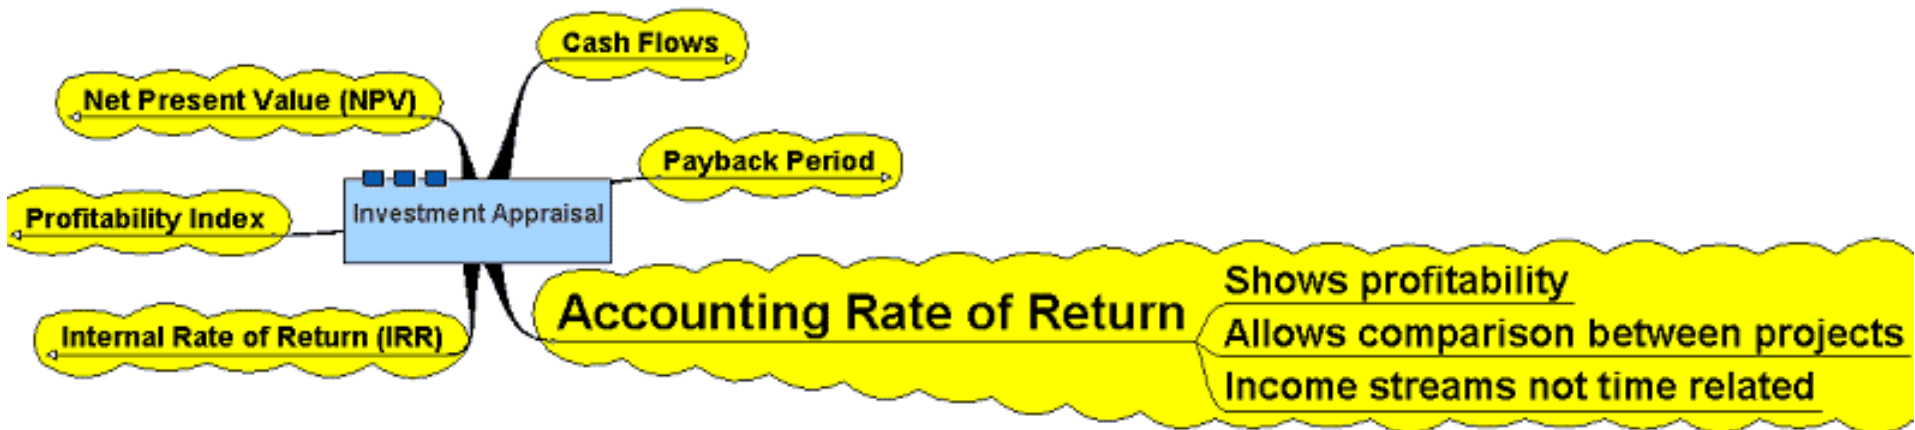 Cash Flows
Net Present Value (NPV)
Payback Period
Investment Appraisal
Profitability Index
Accounting Rate of Return
Shows profitability
Allows comparison between projects
Income streams not time related
Internal Rate of Return (IRR)